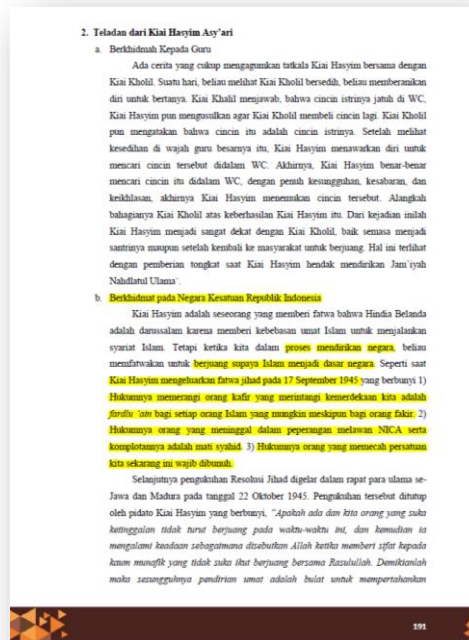 2. Teladan dari Kiai Hasyim Asy'ari
a. Berkhidmah Kepada Guru
Ada cerita yang cukup mengagumkan tatkala Kiai Hasyim bersama dengan
Kiai Kholil. Suatu hari, beliau melihat Kiai Kholil bersedih, beliau memberanikan
diri untuk bertanya. Kiai Khalil menjawab, bahwa cincin istrinya jatuh di WC,
Kiai Hasyim pun mengusulkan agar Kiai Kholil membeli cincin lagi. Kiai Kholil
pun mengatakan bahwa cincin itu adalah cincin istrinya. Setelah melihat
kesedihan di wajah guru besarnya itu, Kiai Hasyim menawarkan diri untuk
mencari cincin tersebut didalam WC. Akhirnya, Kiai Hasyim benar-benar
mencari cincin itu didalam WC, dengan penuh kesungguhan, kesabaran, dan
keikhlasan, akhirnya Kiai Hasyim menemukan cincin tersebut. Alangkah
bahagianya Kiai Kholil atas keberhasilan Kiai Hasyim itu. Dari kejadian inilah
Kiai Hasyim menjadi sangat dekat dengan Kiai Kholil, baik semasa menjadi
santrinya maupun setelah kembali ke masyarakat untuk berjuang. Hal ini terlihat
dengan pemberian tongkat saat Kiai Hasyim hendak mendirikan Jam'iyah
Nahdlatul Ulama'.
b. Berkhidmat pada Negara Kesatuan Republik Indonesia
Kiai Hasyim adalah seseorang yang memberi fatwa bahwa Hindia Belanda
adalah darussalam karena memberi kebebasan umat Islam untuk menjalankan
syariat Islam. Tetapi ketika kita dalam proses mendirikan negara, beliau
memfatwakan untuk berjuang supaya Islam menjadi dasar negara. Seperti saat
Kiai Hasyim mengeluarkan fatwa jihad pada 17 September 1945 yang berbunyi 1)
Hukumnya memerangi orang kafir yang merintangi kemerdekaan kita adalah
fardlu 'ain bagi setiap orang Islam yang mungkin meskipun bagi orang fakir. 2)
Hukumnya orang yang meninggal dalam peperangan melawan NICA serta
komplotannya adalah mati syahid. 3) Hukumnya orang yang memecah persatuan
kita sekarang ini wajib dibunuh.
Selanjutnya pengukuhan Resolusi Jihad digelar dalam rapat para ulama se-
Jawa dan Madura pada tanggal 22 Oktober 1945. Pengukuhan tersebut ditutup
oleh pidato Kiai Hasyim yang berbunyi, "Apakah ada dan kita orang yang suka
ketinggalan tidak turut berjuang pada waktu-waktu ini, dan kemudian ia
mengalami keadaan sebagaimana disebutkan Allah ketika memberi sifat kepada
kaum munafik yang tidak suka ikut berjuang bersama Rasulullah. Demikianlah
maka sesungguhnya pendirian umat adalah bulat untuk mempertahankan
191